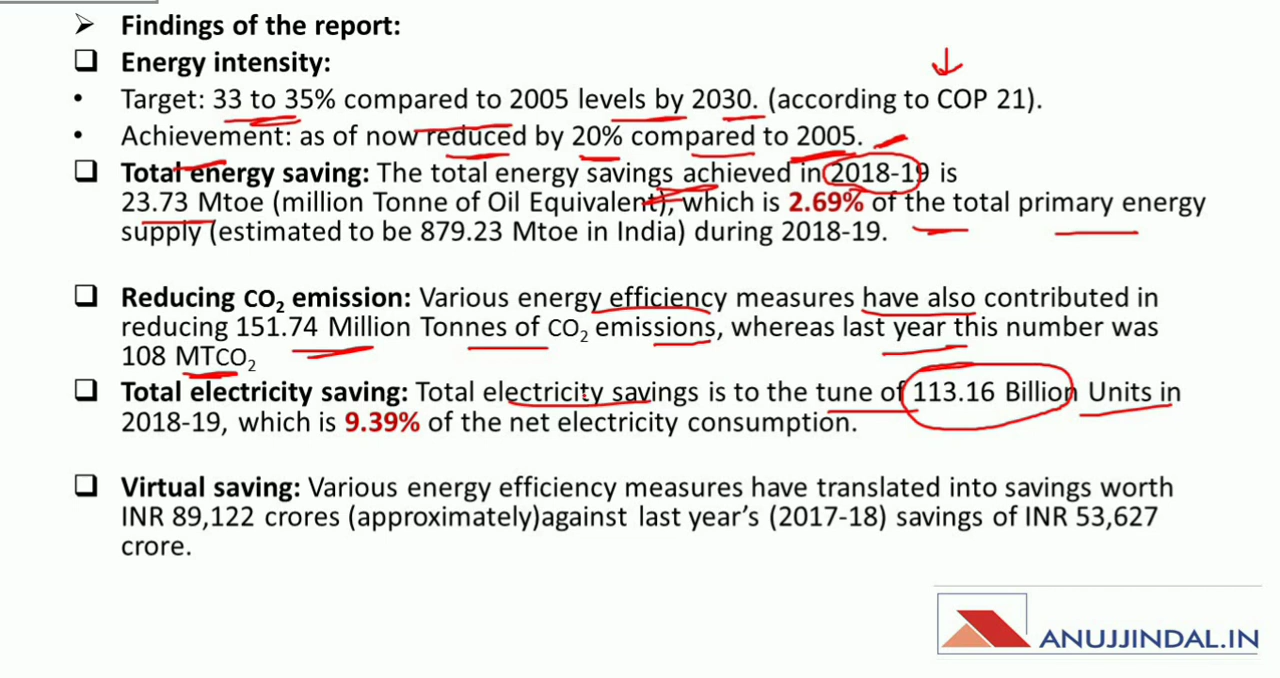 ➤ Findings of the report:
❑ Energy intensity:
• Target: 33 to 35% compared to 2005 levels by 2030. (according to COP 21).
• Achievement: as of now reduced by 20% compared to 2005.
❑ Total energy saving: The total energy savings achieved in 2018-19 is
23.73 Mtoe (million Tonne of Oil Equivalent), which is 2.69% of the total primary energy
supply (estimated to be 879.23 Mtoe in India) during 2018-19.
❑ Reducing CO₂ emission: Various energy efficiency measures have also contributed in
reducing 151.74 Million Tonnes of CO₂ emissions, whereas last year this number was
108 MTCO₂
❑ Total electricity saving: Total electricity savings is to the tune of 113.16 Billion Units in
2018-19, which is 9.39% of the net electricity consumption.
❑ Virtual saving: Various energy efficiency measures have translated into savings worth
INR 89,122 crores (approximately)against last year's (2017-18) savings of INR 53,627
crore.
ANUJJINDAL.IN